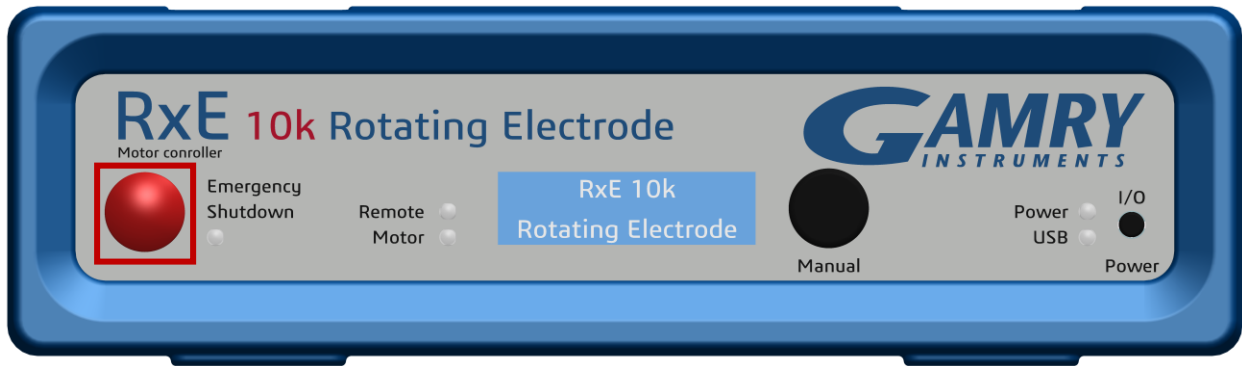 RxE 10k Rotating Electrode
Motor conroller
GAMRY
INSTRUMENTS
Emergency
Shutdown
Remote
Motor
RxE 10k
Rotating Electrode
Manual
Power
USB
I/O
Power